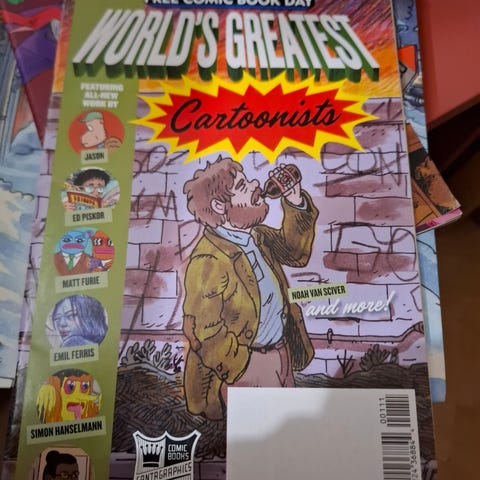 FREE COMIC BOOK DAY
WORLD'S GREATEST
Cartoonists
FEATURING
ALL-NEW
WORK BY
JASON
ED PISKOR
MATT FURIE
EMIL FERRIS
SIMON HANSELMANN
NOAH VAN SCIVER
and more!
COMIC
BOOKS
FANTAGRAPHICS
00111